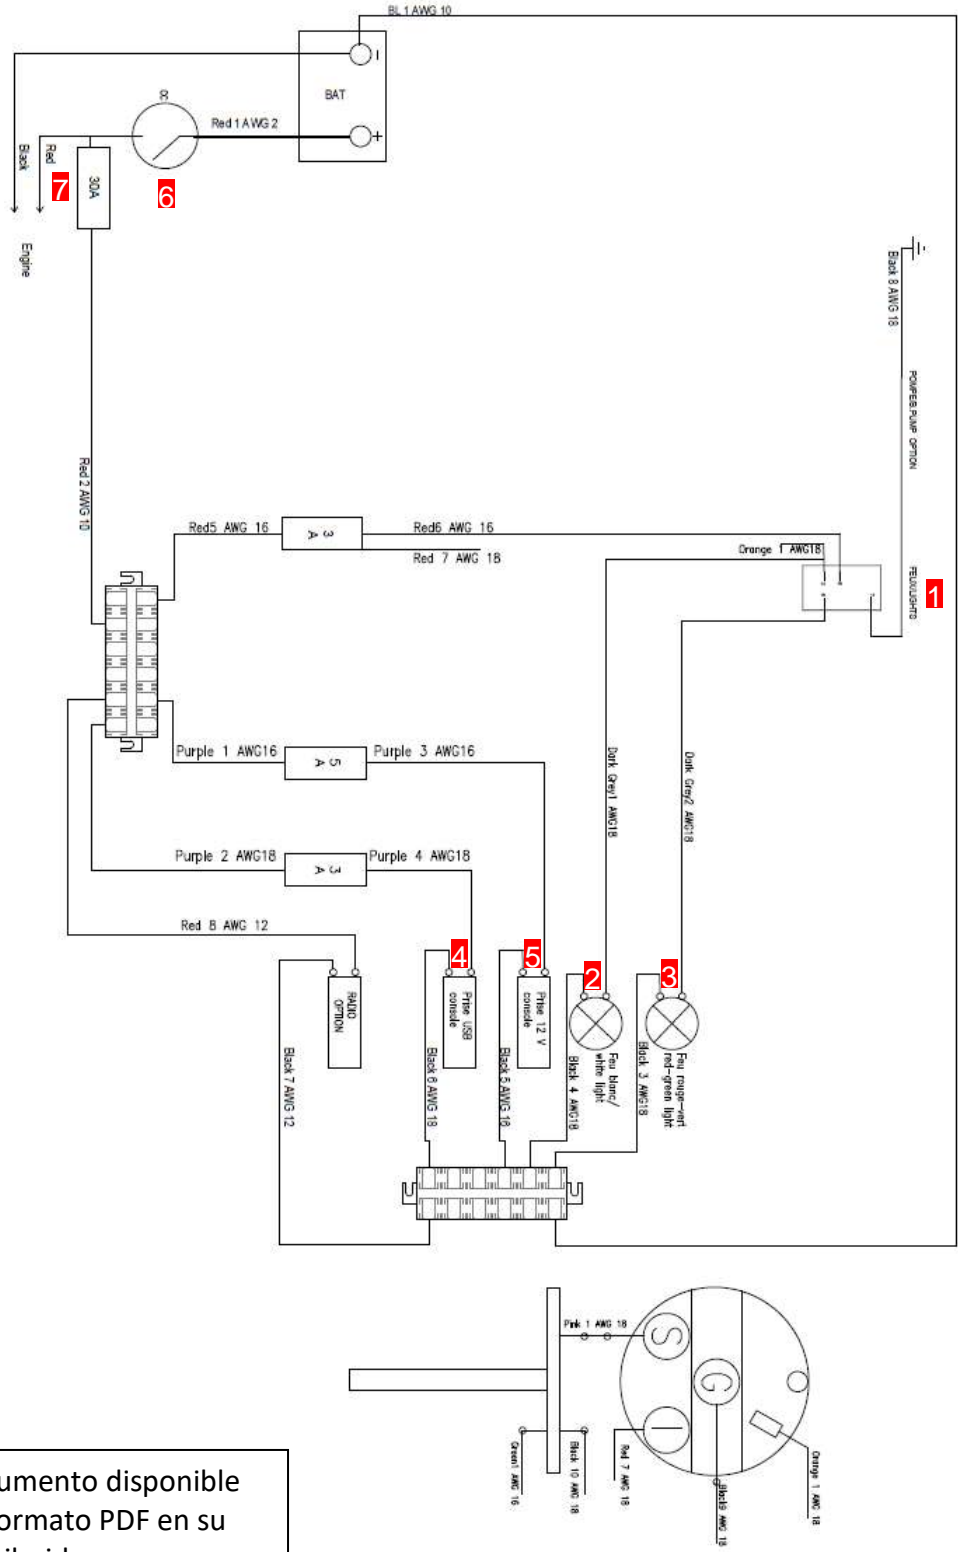 BL 1 AWG 10
BAT
-
+
Red 1 AWG 2
Black
Red
Engine
7
30A
6
Black 8 AWG 18
FEUX/LIGHTS
1
Red 2 AWG 10
Red5 AWG 16
3 A
Red6 AWG 16
Red 7 AWG 18
Orange 1 AWG18
Purple 1 AWG16
5 A
Purple 3 AWG16
Dark Grey1 AWG18
Dark Grey2 AWG18
Purple 2 AWG18
3 A
Purple 4 AWG18
Red 8 AWG 12
4
5
2
3
RADIO
OPTION
Prise USB
console
Prise 12 V
console
Feu blanc/
white light
Feu rouge-vert
red-green light
Black 7 AWG 12
Black 6 AWG 18
Black 5 AWG 16
Black 4 AWG18
Black 3 AWG18
Pink 1 AWG 18
S
G
I
Green1 AWG 16
Black 10 AWG 18
Red 7 AWG 18
Black9 AWG 18
Orange 1 AWG 18
umento disponible
ormato PDF en su